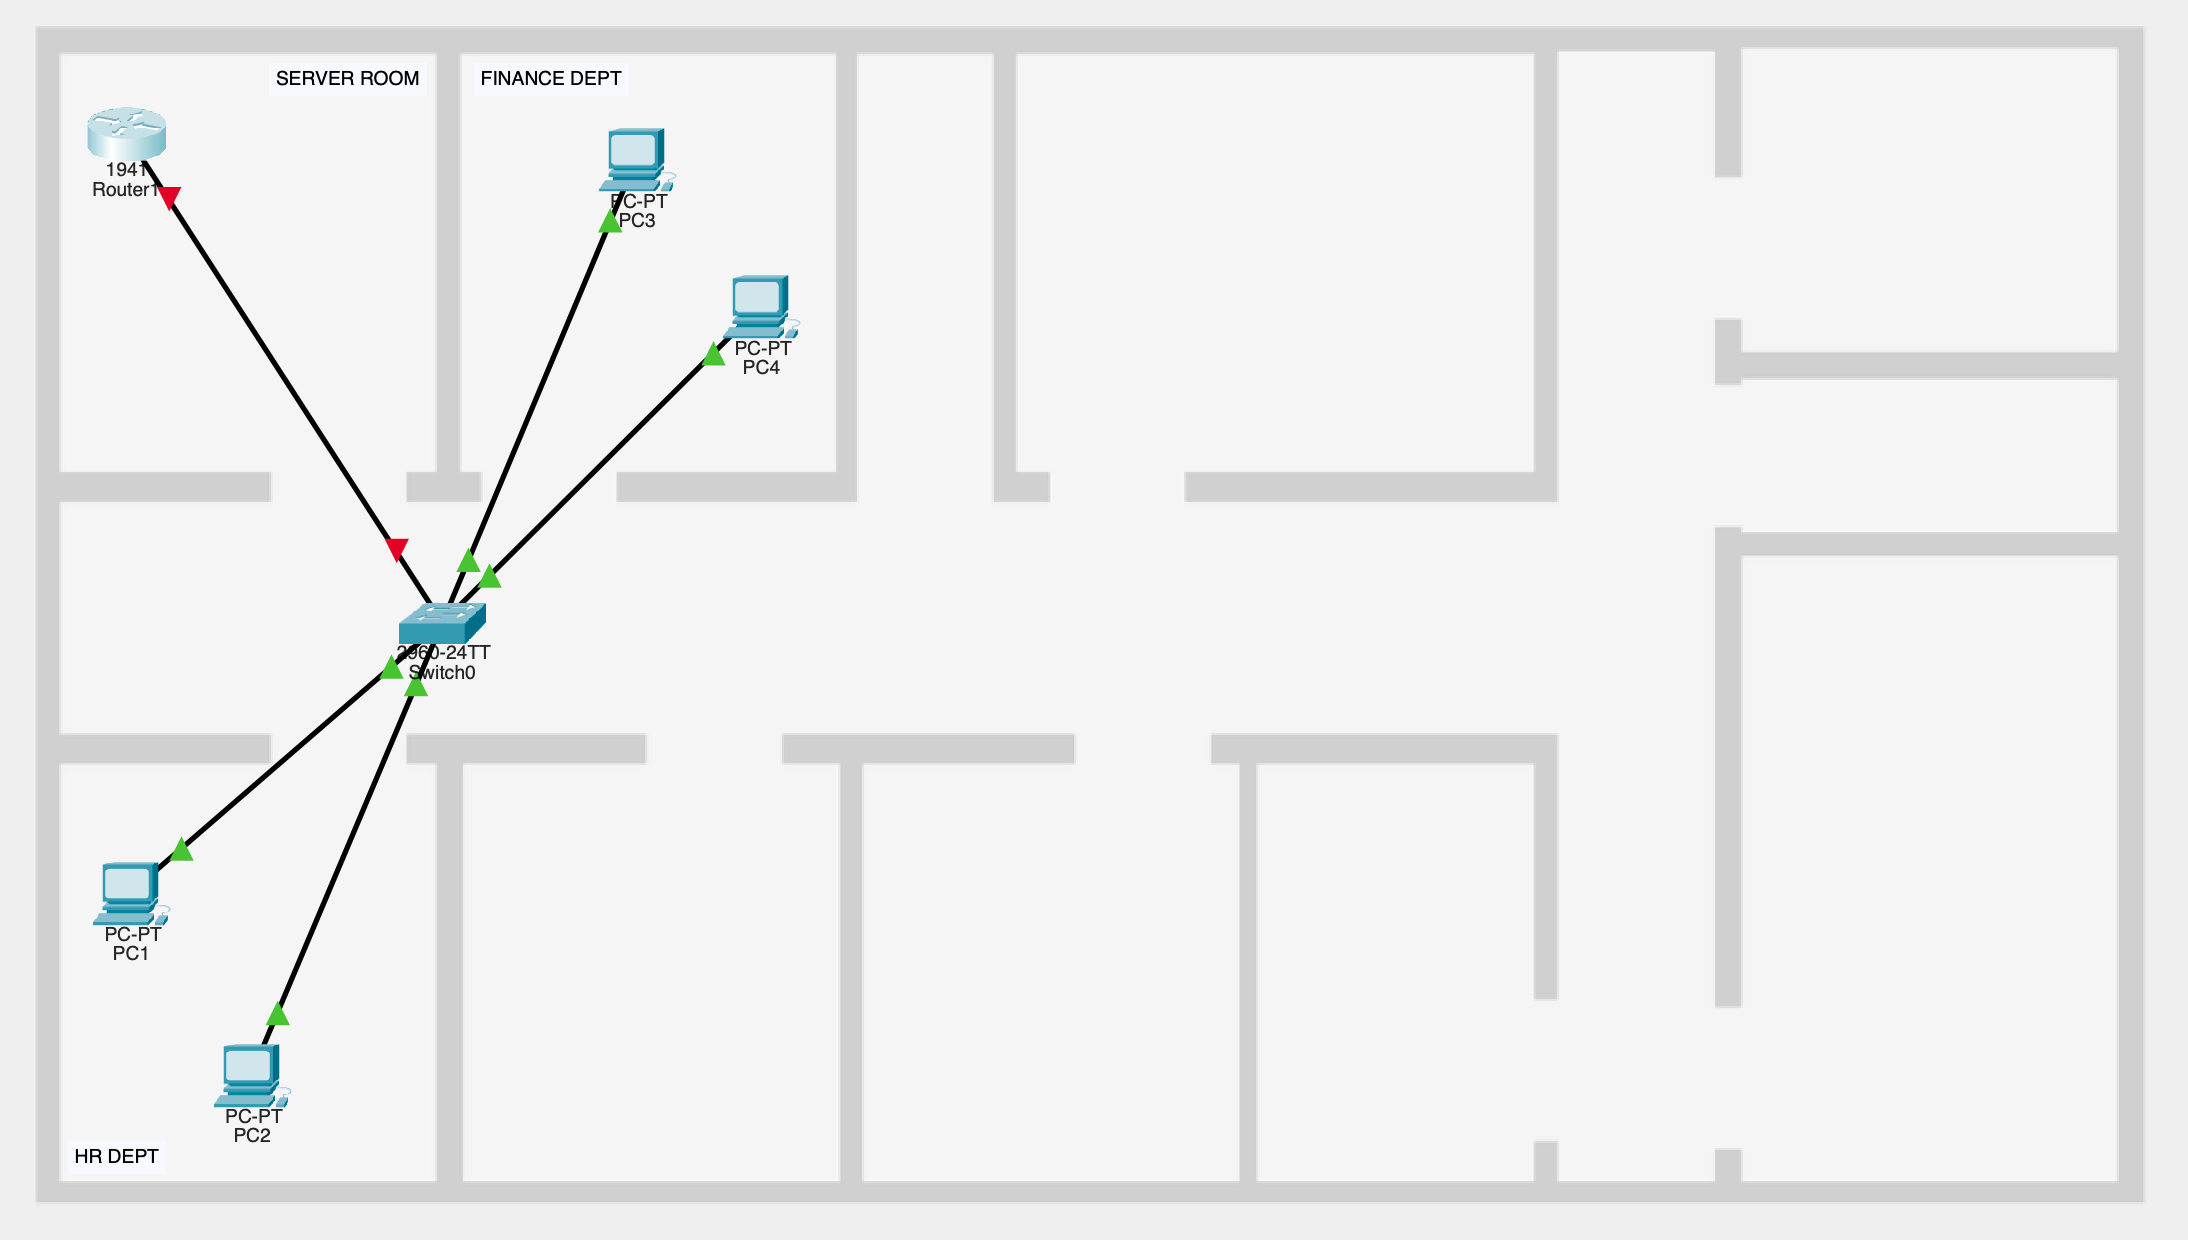 SERVER ROOM
FINANCE DEPT
1941
Router1
PC-PT
PC3
PC-PT
PC4
2960-24TT
Switch0
PC-PT
PC1
PC-PT
PC2
HR DEPT